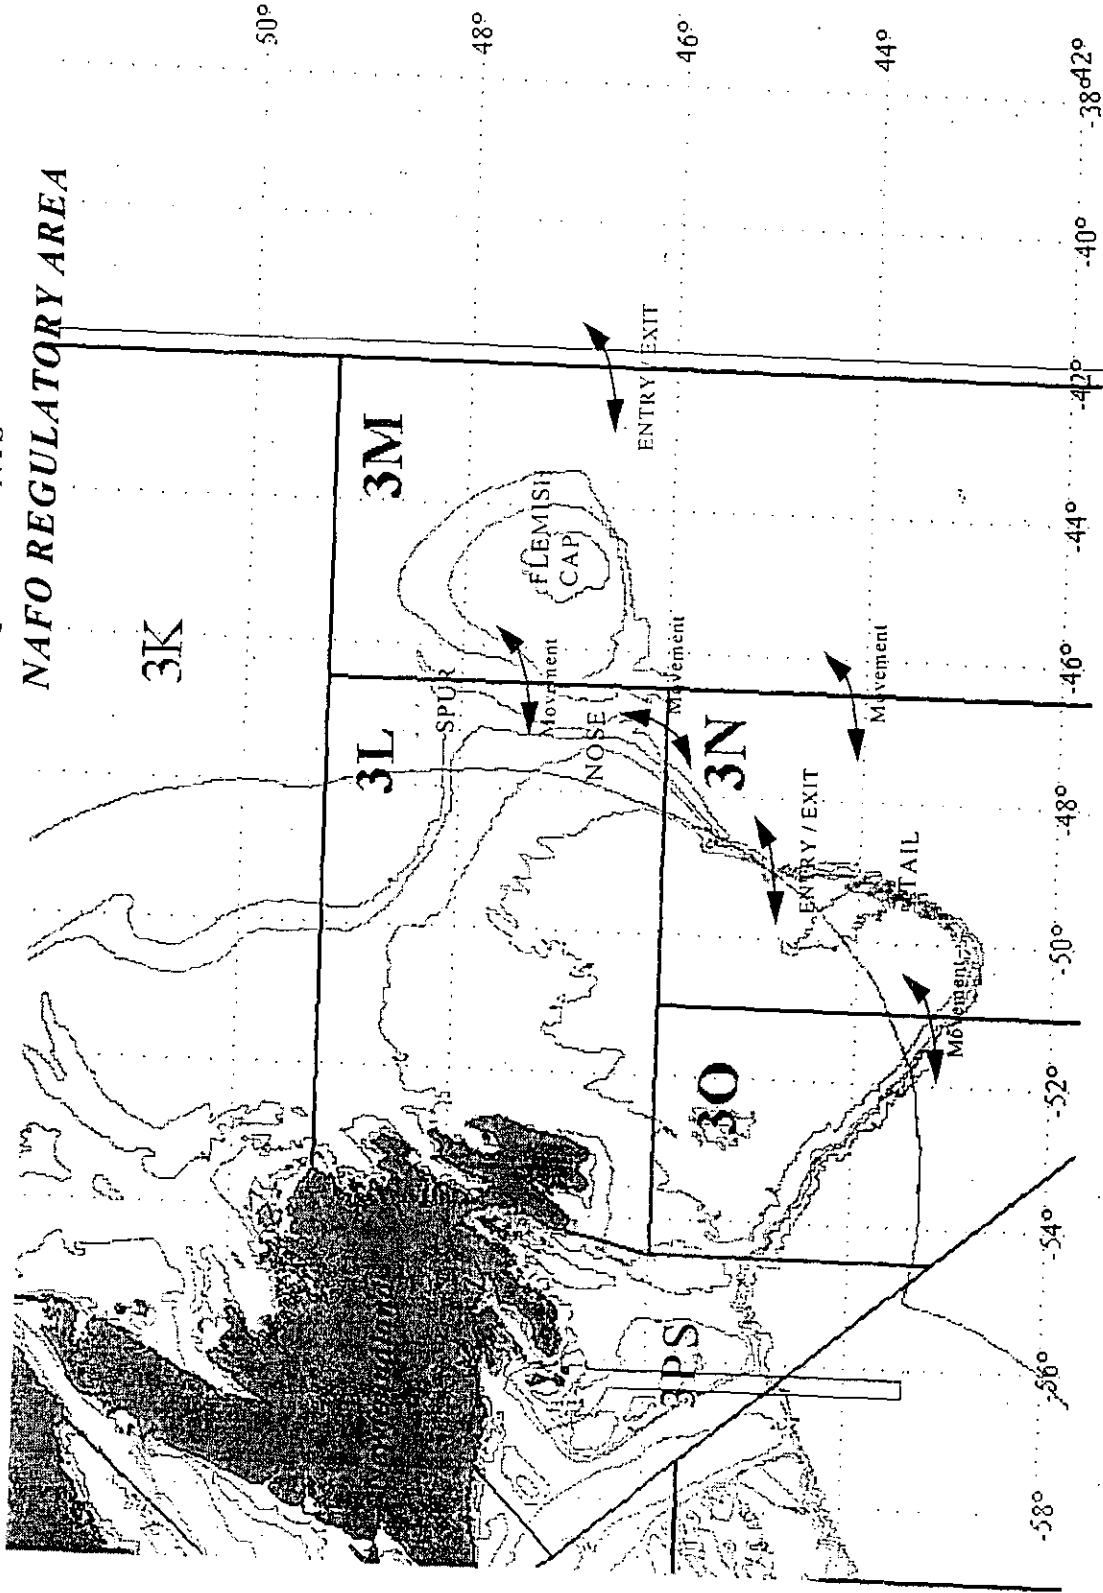 NAFO REGULATORY AREA
50°
48°
46°
44°
42°
3K
3L
3M
SPUR
FLEMISH
CAP
NOSE
Movement
ENTRY / EXIT
Movement
3N
3O
3PS
Movement
ENTRY / EXIT
TAIL
Movement
Newfoundland
-58°
-56°
-54°
-52°
-50°
-48°
-46°
-44°
-42°
-40°
-38°